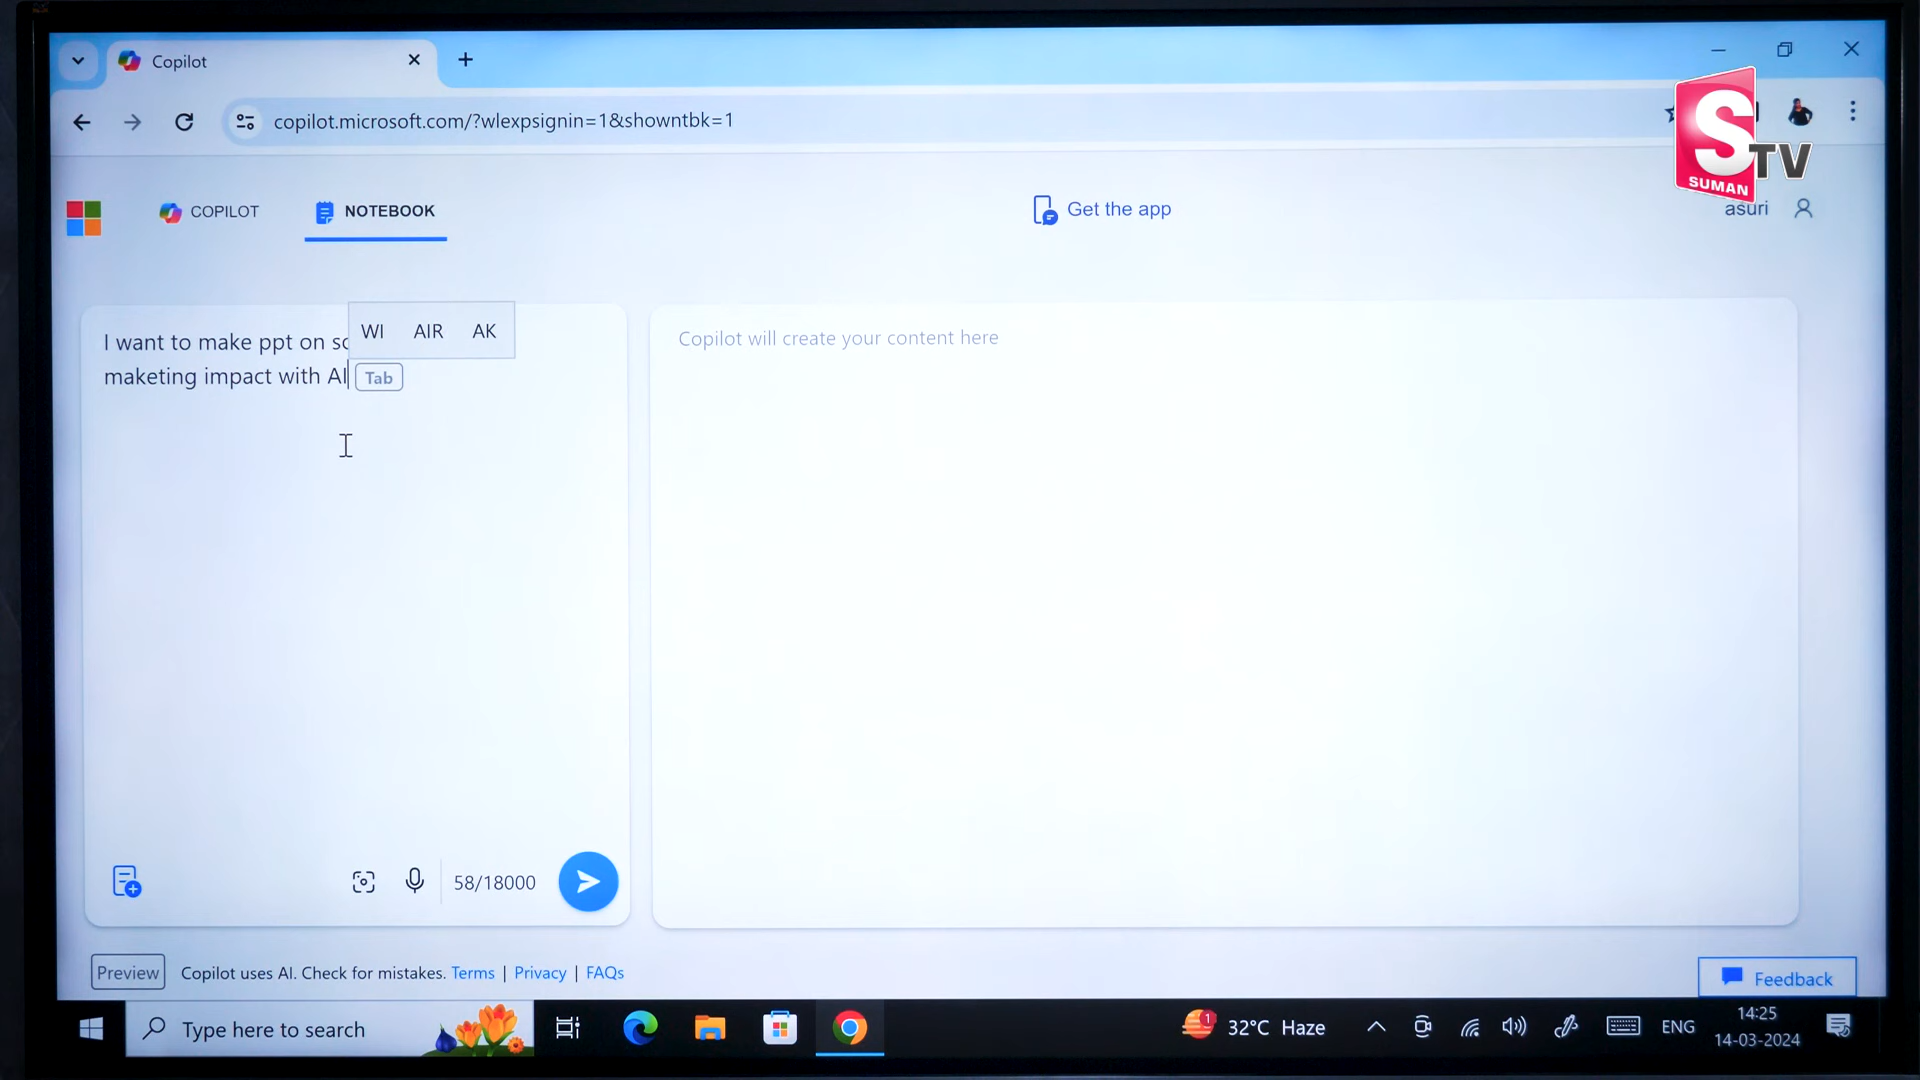 Copilot
copilot.microsoft.com/?wlexpsignin=1&showntbk=1
S
TV
SUMAN
COPILOT
NOTEBOOK
Get the app
asuri
I want to make ppt on
WI AIR AK
maketing impact with AI
Tab
Copilot will create your content here
58/18000
Preview
Copilot uses AI. Check for mistakes. Terms | Privacy | FAQs
Feedback
Type here to search
1
32°C Haze
ENG
14:25
14-03-2024